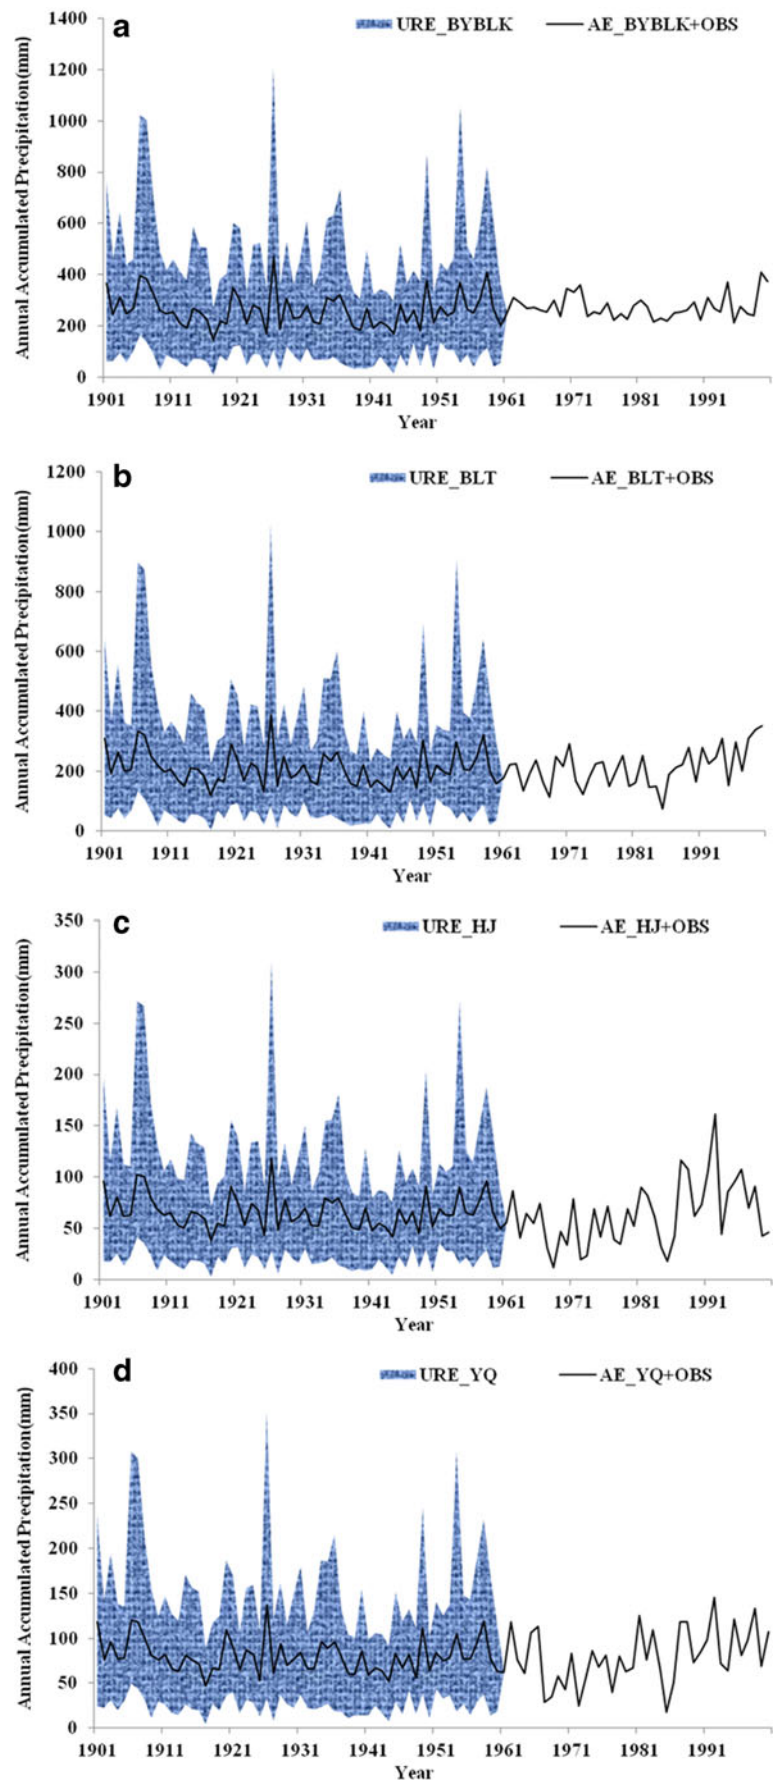 a
URE_BYBLK
AE_BYBLK+OBS
Annual Accumulated Precipitation(mm)
1400
1200
1000
800
600
400
200
0
1901 1911 1921 1931 1941 1951 1961 1971 1981 1991
Year
b
URE_BLT
AE_BLT+OBS
Annual Accumulated Precipitation(mm)
1200
1000
800
600
400
200
0
1901 1911 1921 1931 1941 1951 1961 1971 1981 1991
Year
c
URE_HJ
AE_HJ+OBS
Annual Accumulated Precipitation(mm)
350
300
250
200
150
100
50
0
1901 1911 1921 1931 1941 1951 1961 1971 1981 1991
Year
d
URE_YQ
AE_YQ+OBS
Annual Accumulated Precipitation(mm)
400
350
300
250
200
150
100
50
0
1901 1911 1921 1931 1941 1951 1961 1971 1981 1991
Year